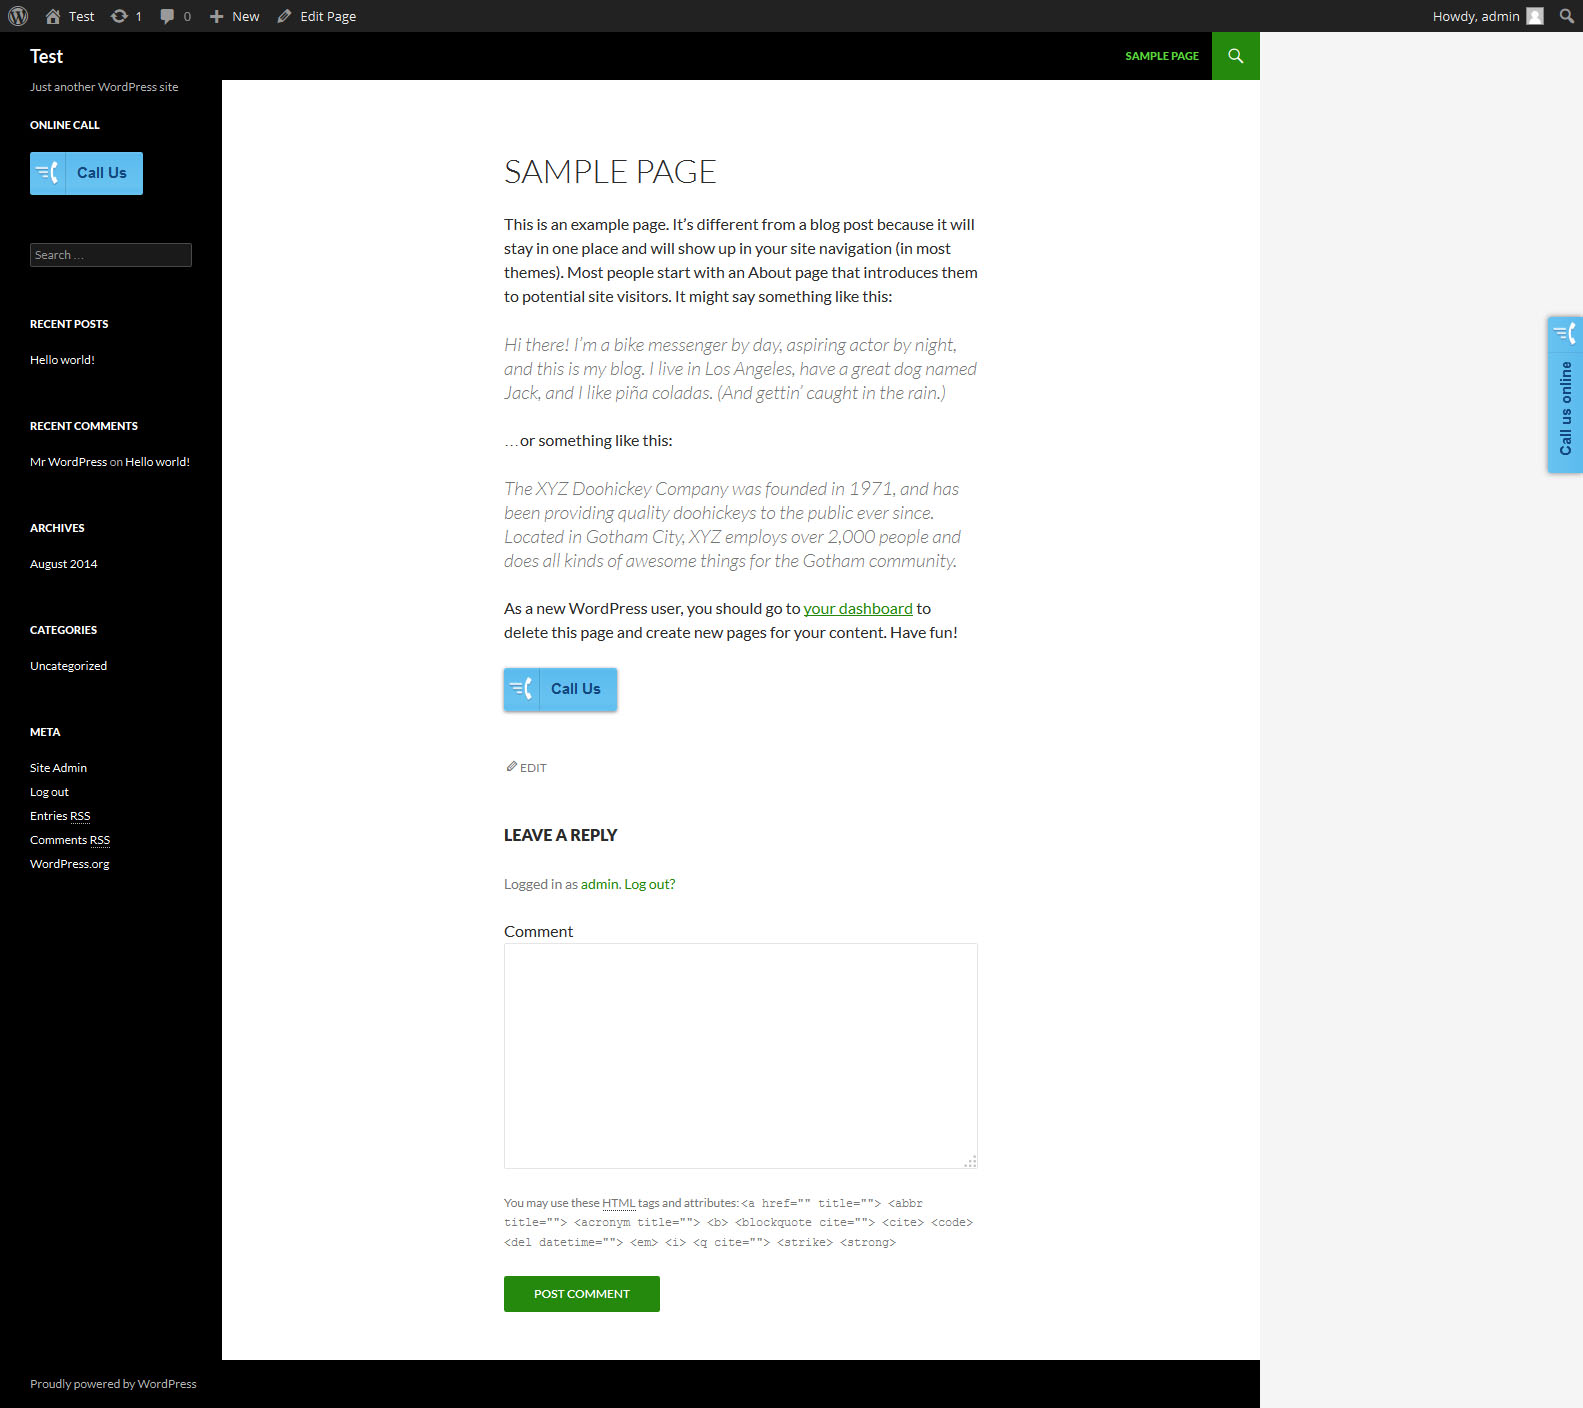 Test 1 0 New Edit Page Howdy, admin
Test
SAMPLE PAGE
Just another WordPress site
ONLINE CALL
Call Us
Search …
RECENT POSTS
Hello world!
RECENT COMMENTS
Mr WordPress on Hello world!
ARCHIVES
August 2014
CATEGORIES
Uncategorized
META
Site Admin
Log out
Entries RSS
Comments RSS
WordPress.org
SAMPLE PAGE
This is an example page. It’s different from a blog post because it will
stay in one place and will show up in your site navigation (in most
themes). Most people start with an About page that introduces them
to potential site visitors. It might say something like this:
Hi there! I’m a bike messenger by day, aspiring actor by night,
and this is my blog. I live in Los Angeles, have a great dog named
Jack, and I like piña coladas. (And gettin’ caught in the rain.)
…or something like this:
The XYZ Doohickey Company was founded in 1971, and has
been providing quality doohickeys to the public ever since.
Located in Gotham City, XYZ employs over 2,000 people and
does all kinds of awesome things for the Gotham community.
As a new WordPress user, you should go to your dashboard to
delete this page and create new pages for your content. Have fun!
Call Us
EDIT
LEAVE A REPLY
Logged in as admin. Log out?
Comment
You may use these HTML tags and attributes: <a href="" title=""> <abbr
title=""> <acronym title=""> <b> <blockquote cite=""> <cite> <code>
<del datetime=""> <em> <i> <q cite=""> <strike> <strong>
POST COMMENT
Call us online
Proudly powered by WordPress